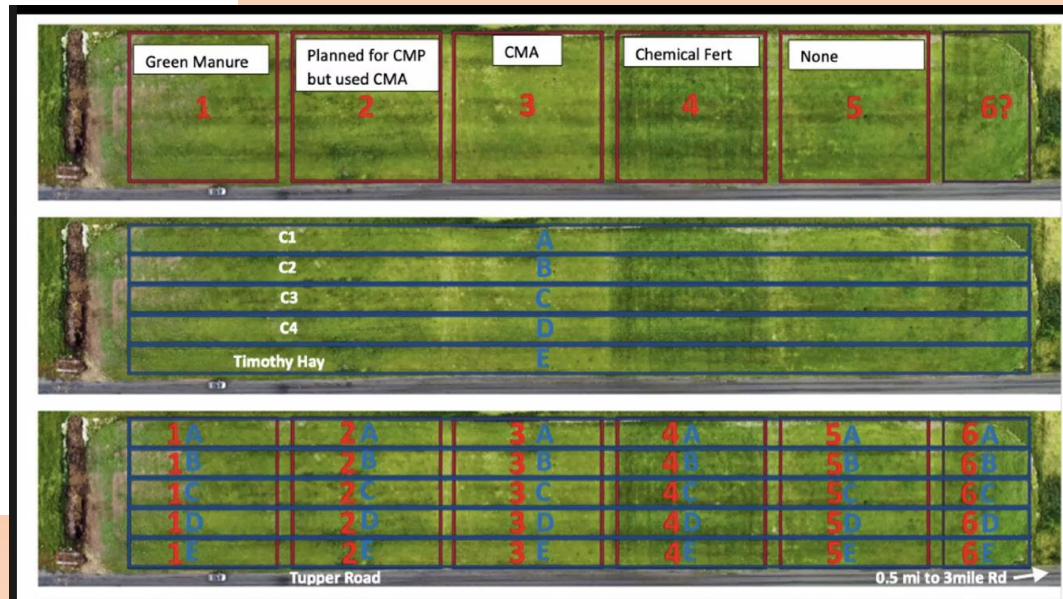 Green Manure
Planned for CMP
but used CMA
CMA
Chemical Fert
None
1
2
3
4
5
6?
C1
A
C2
B
C3
C
C4
D
Timothy Hay
E
1A 2A 3A 4A 5A 6A
1B 2B 3B 4B 5B 6B
1C 2C 3C 4C 5C 6C
1D 2D 3D 4D 5D 6D
1E 2E 3E 4E 5E 6E
Tupper Road
0.5 mi to 3mile Rd